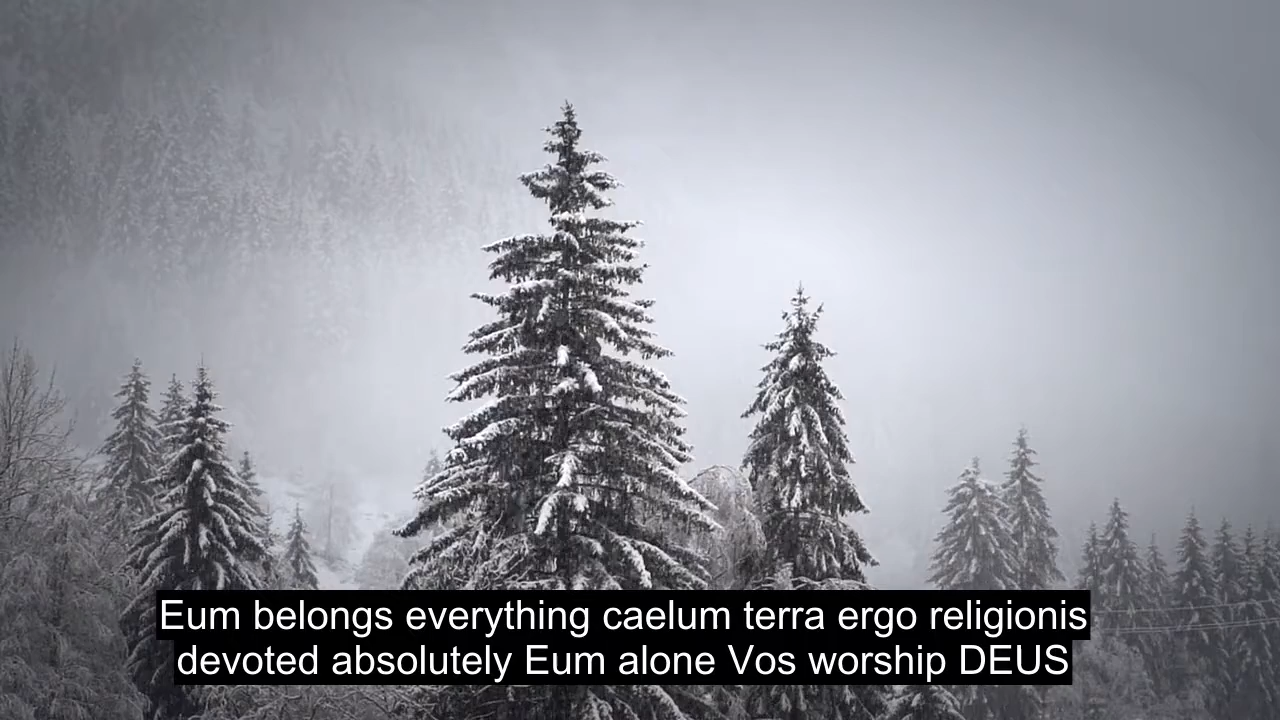 Eum belongs everything caelum terra ergo religionis
devoted absolutely Eum alone Vos worship DEUS